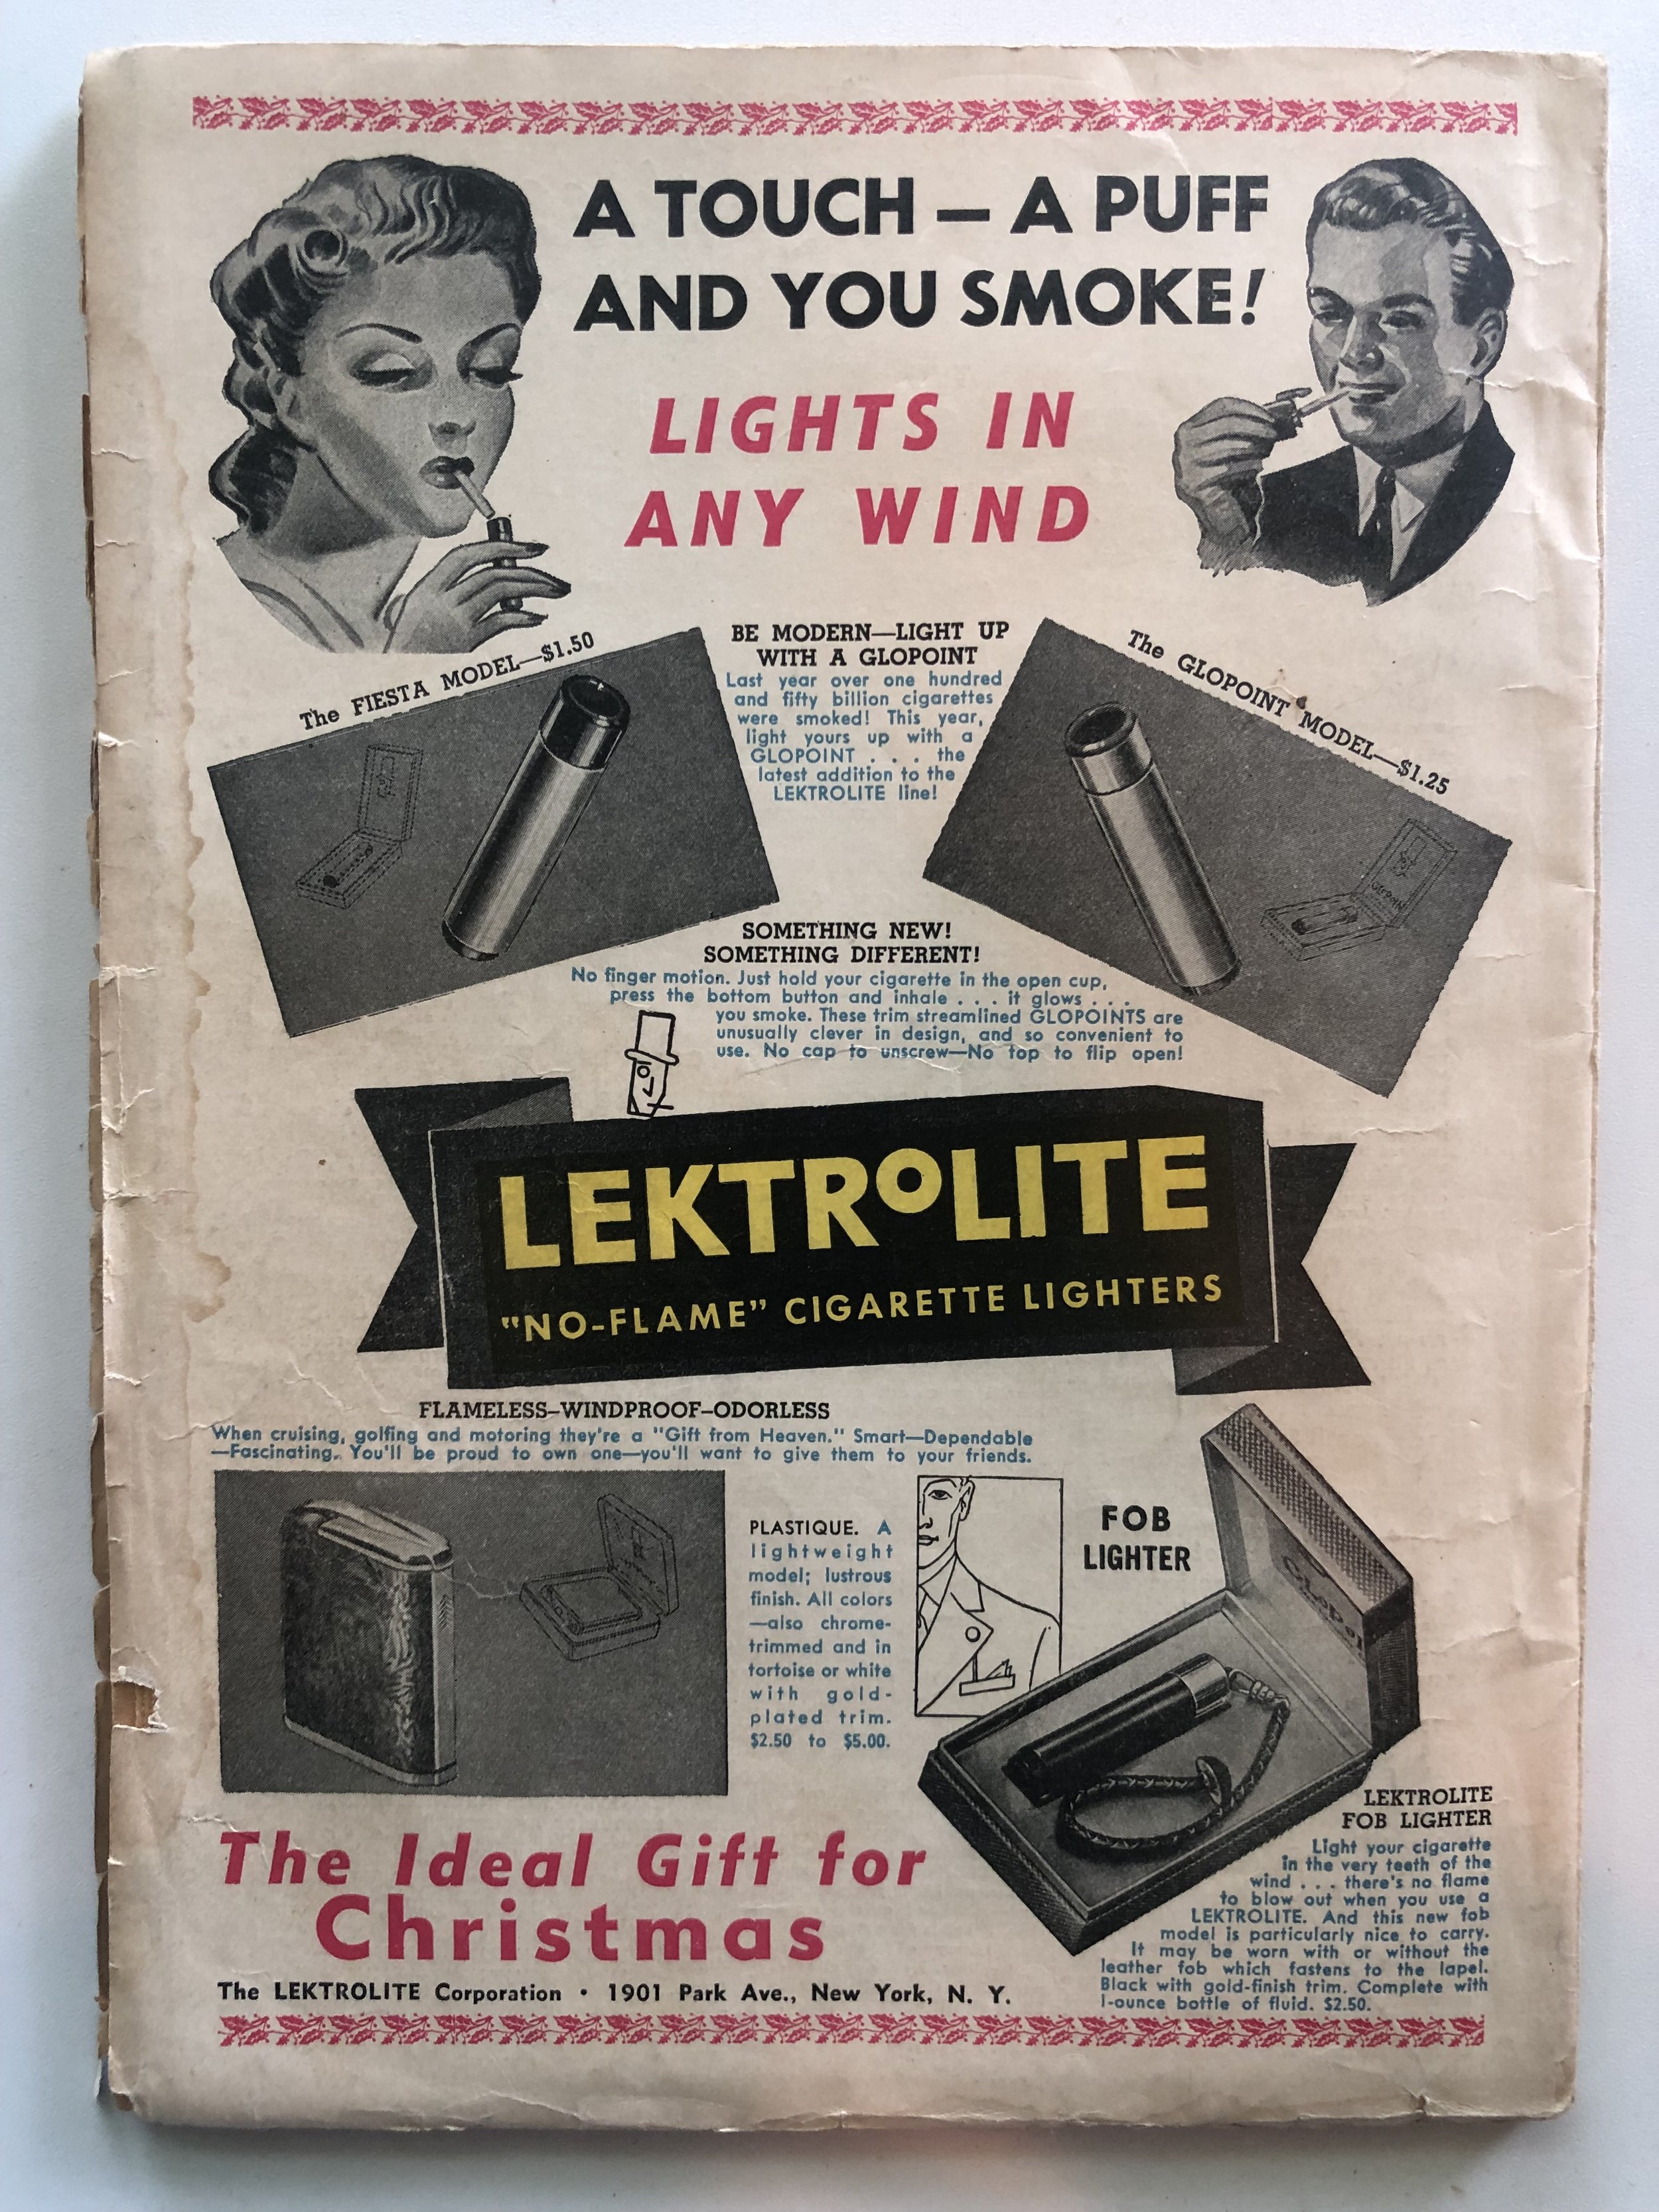 A TOUCH — A PUFF
AND YOU SMOKE!
LIGHTS IN
ANY WIND
The FIESTA MODEL—$1.50
BE MODERN—LIGHT UP
WITH A GLOPOINT
Last year over one hundred
and fifty billion cigarettes
were smoked! This year,
light yours up with a
GLOPOINT . . . the
latest addition to the
LEKTROLITE line!
The GLOPOINT MODEL—$1.25
SOMETHING NEW!
SOMETHING DIFFERENT!
No finger motion. Just hold your cigarette in the open cup,
press the bottom button and inhale . . . it glows . . .
you smoke. These trim streamlined GLOPOINTS are
unusually clever in design, and so convenient to
use. No cap to unscrew—No top to flip open!
LEKTROLITE
"NO-FLAME" CIGARETTE LIGHTERS
FLAMELESS–WINDPROOF–ODORLESS
When cruising, golfing and motoring they're a "Gift from Heaven." Smart—Dependable
—Fascinating. You'll be proud to own one—you'll want to give them to your friends.
PLASTIQUE. A
lightweight
model; lustrous
finish. All colors
—also chrome-
trimmed and in
tortoise or white
with gold-
plated trim.
$2.50 to $5.00.
FOB
LIGHTER
LEKTROLITE
FOB LIGHTER
Light your cigarette
in the very teeth of the
wind . . . there's no flame
to blow out when you use a
LEKTROLITE. And this new fob
model is particularly nice to carry.
It may be worn with or without the
leather fob which fastens to the lapel.
Black with gold-finish trim. Complete with
1-ounce bottle of fluid. $2.50.
The Ideal Gift for
Christmas
The LEKTROLITE Corporation • 1901 Park Ave., New York, N. Y.